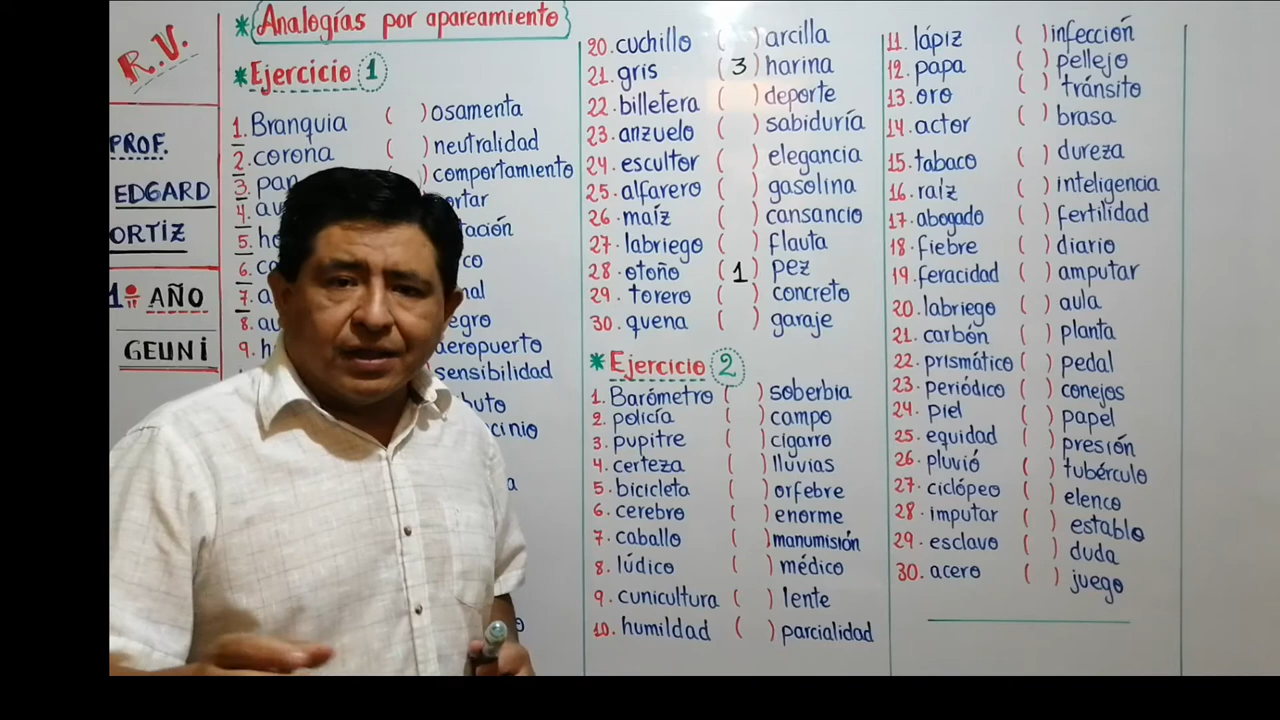 R.V.
PROF.
EDGARD
ORTIZ
1º AÑO
GEUNI
* Analogías por apareamiento
* Ejercicio 1
1. Branquia ( ) osamenta
2. corona ( ) neutralidad
3. pan ) comportamiento
4.
5.
6.
7.
8.
9. aeropuerto
sensibilidad
20. cuchillo ( ) arcilla
21. gris (3) harina
22. billetera ( ) deporte
23. anzuelo ( ) sabiduría
24. escultor ( ) elegancia
25. alfarero ( ) gasolina
26. maíz ( ) cansancio
27. labriego ( ) flauta
28. otoño (1) pez
29. torero ( ) concreto
30. quena ( ) garaje
* Ejercicio 2
1. Barómetro ( ) soberbia
2. policía ( ) campo
3. pupitre ( ) cigarro
4. certeza ( ) lluvias
5. bicicleta ( ) orfebre
6. cerebro ( ) enorme
7. caballo ( ) manumisión
8. lúdico ( ) médico
9. cunicultura ( ) lente
10. humildad ( ) parcialidad
11. lápiz ( ) infección
12. papa ( ) pellejo
13. oro ( ) tránsito
14. actor ( ) brasa
15. tabaco ( ) dureza
16. raíz ( ) inteligencia
17. abogado ( ) fertilidad
18. fiebre ( ) diario
19. feracidad ( ) amputar
20. labriego ( ) aula
21. carbón ( ) planta
22. prismático ( ) pedal
23. periódico ( ) conejos
24. piel ( ) papel
25. equidad ( ) presión
26. pluvió ( ) tubérculo
27. ciclópeo ( ) elenco
28. imputar ( ) establo
29. esclavo ( ) duda
30. acero ( ) juego